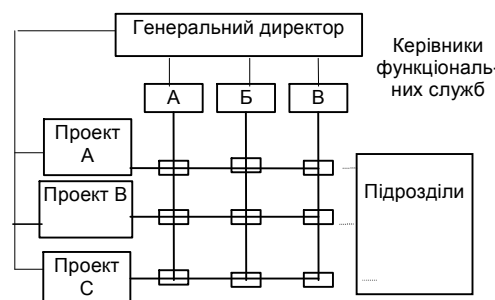 Генеральний директор
Керівники
функціональ-
них служб
А
Б
В
Проект
А
Проект В
Підрозділи
Проект
С